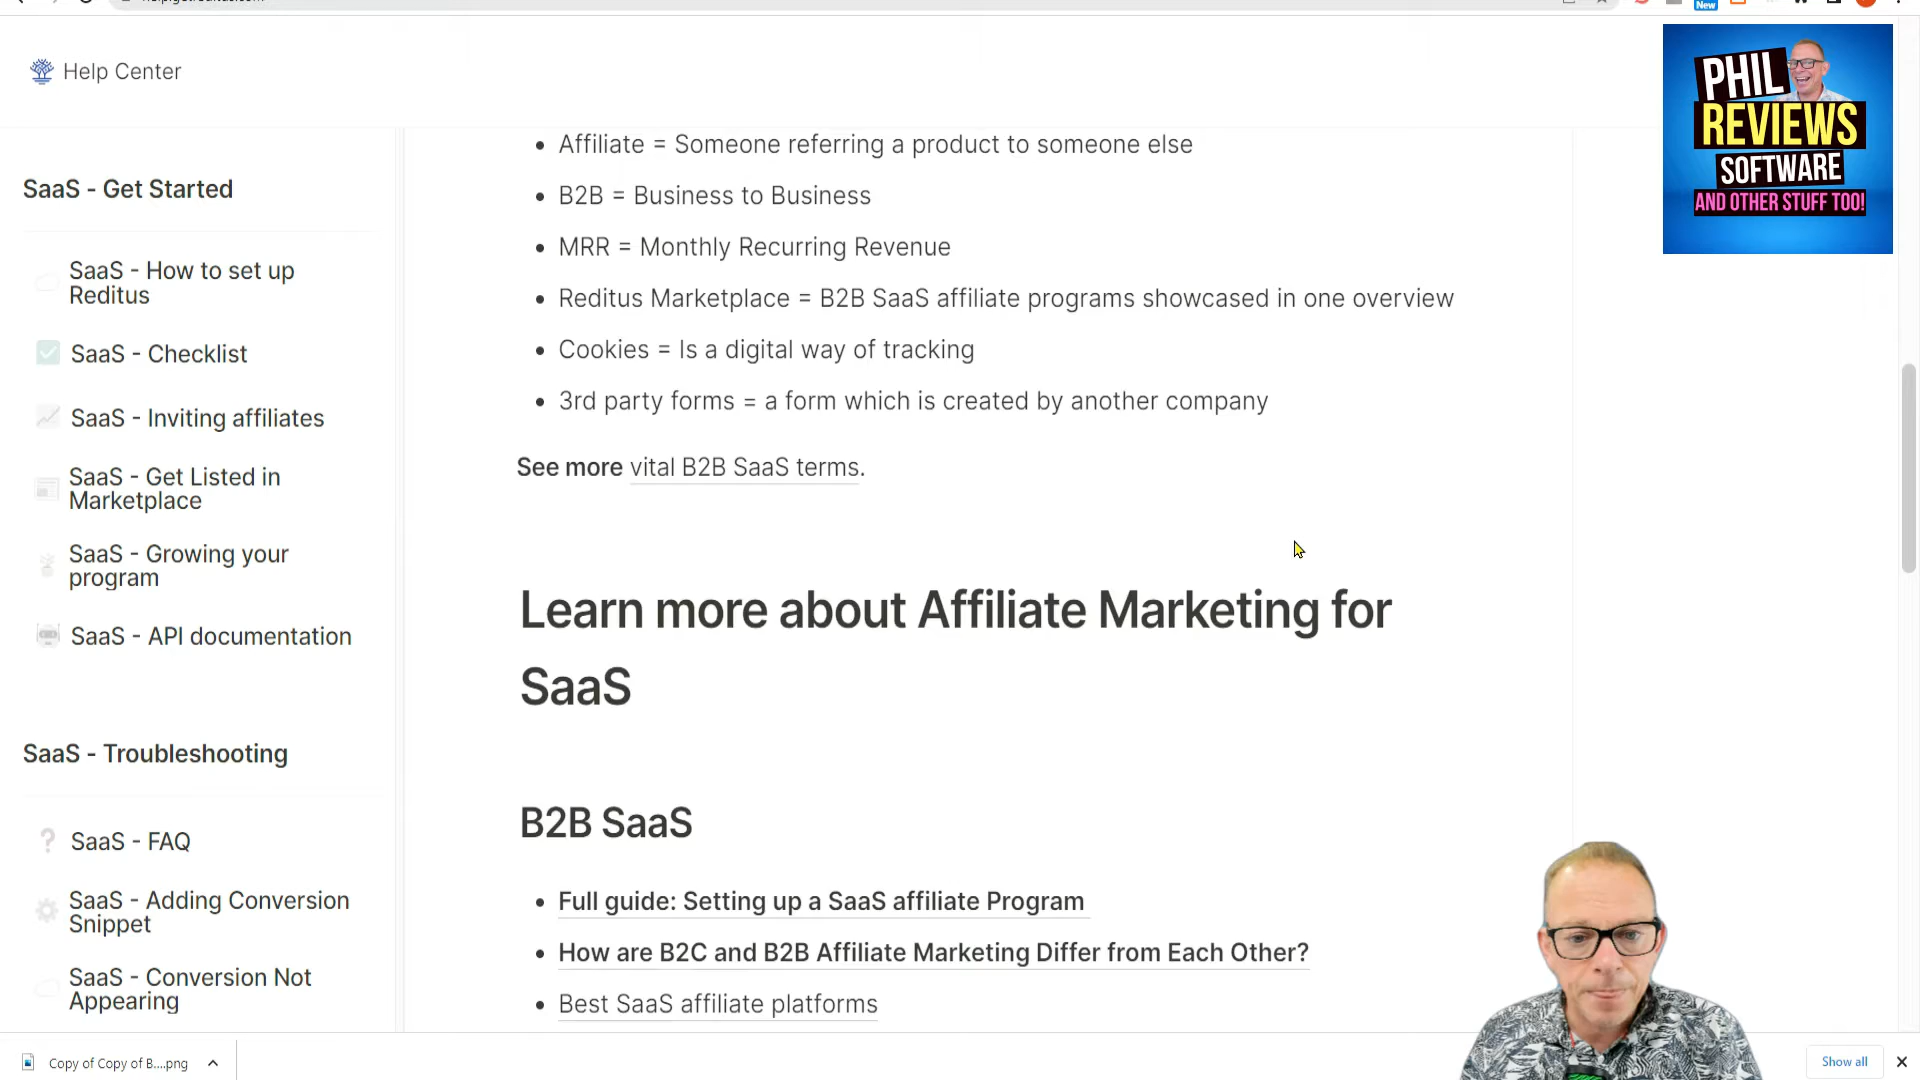 New
Help Center
PHIL
REVIEWS
SOFTWARE
AND OTHER STUFF TOO!
SaaS - Get Started
SaaS - How to set up
Reditus
SaaS - Checklist
SaaS - Inviting affiliates
SaaS - Get Listed in
Marketplace
SaaS - Growing your
program
SaaS - API documentation
SaaS - Troubleshooting
SaaS - FAQ
SaaS - Adding Conversion
Snippet
SaaS - Conversion Not
Appearing
Affiliate = Someone referring a product to someone else
B2B = Business to Business
MRR = Monthly Recurring Revenue
Reditus Marketplace = B2B SaaS affiliate programs showcased in one overview
Cookies = Is a digital way of tracking
3rd party forms = a form which is created by another company
See more vital B2B SaaS terms.
Learn more about Affiliate Marketing for
SaaS
B2B SaaS
Full guide: Setting up a SaaS affiliate Program
How are B2C and B2B Affiliate Marketing Differ from Each Other?
Best SaaS affiliate platforms
Copy of Copy of B....png
Show all